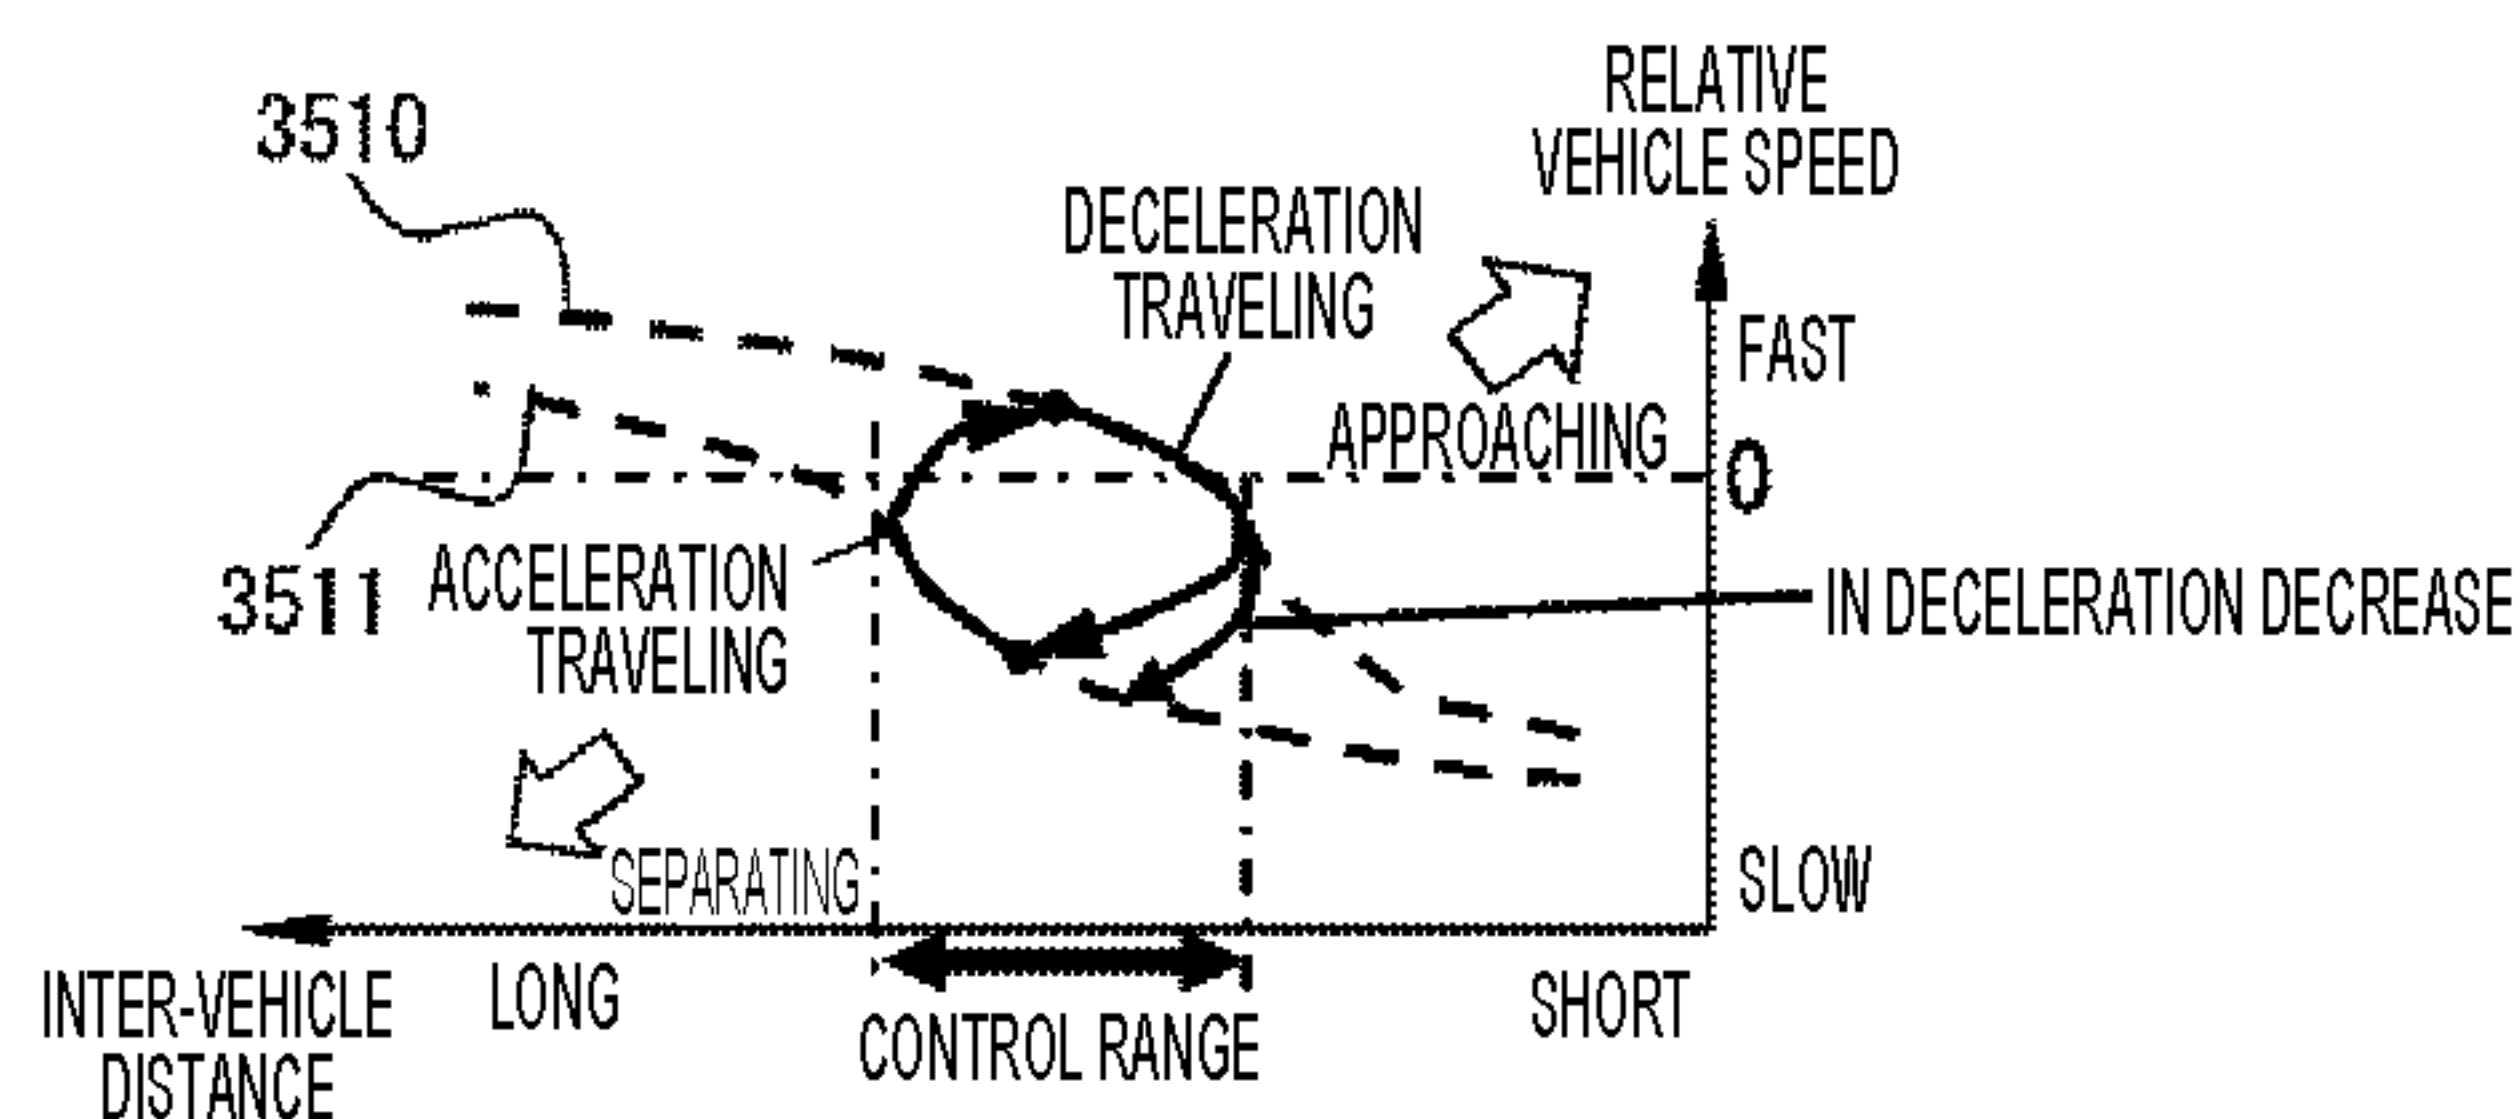 RELATIVE
VEHICLE SPEED
3510
DECELERATION
TRAVELING
FAST
APPROACHING
0
3511
ACCELERATION
TRAVELING
IN DECELERATION DECREASE
SEPARATING
SLOW
INTER-VEHICLE
DISTANCE
LONG
CONTROL RANGE
SHORT